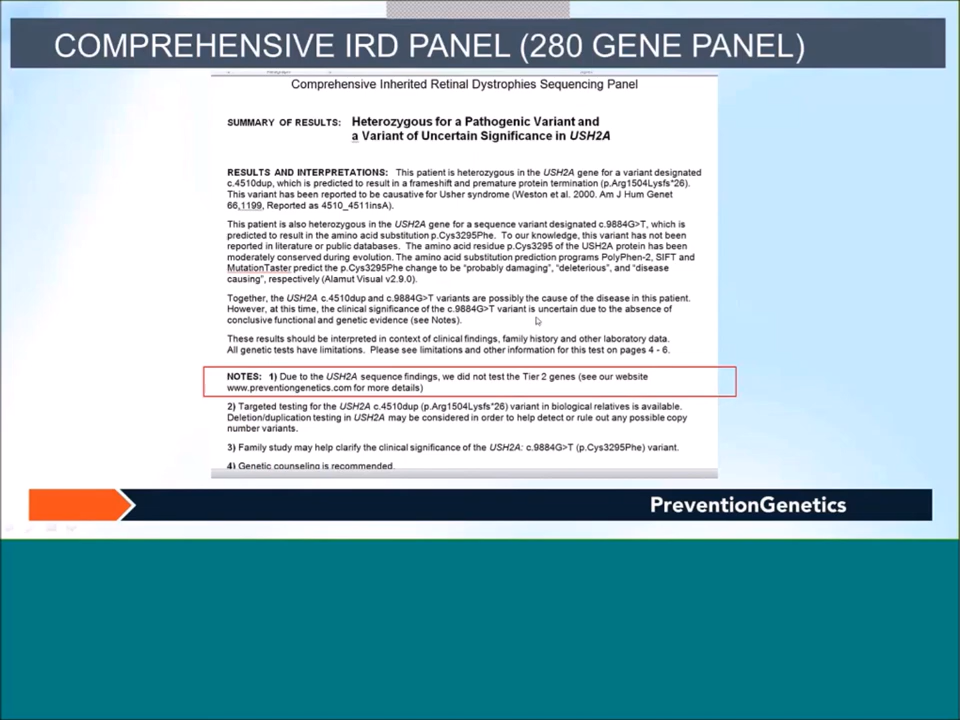 COMPREHENSIVE IRD PANEL (280 GENE PANEL)
Comprehensive Inherited Retinal Dystrophies Sequencing Panel
SUMMARY OF RESULTS: Heterozygous for a Pathogenic Variant and
a Variant of Uncertain Significance in USH2A
RESULTS AND INTERPRETATIONS: This patient is heterozygous in the USH2A gene for a variant designated
c.4510dup, which is predicted to result in a frameshift and premature protein termination (p.Arg1504Lysfs*26).
This variant has been reported to be causative for Usher syndrome (Weston et al. 2000. Am J Hum Genet
66,1199, Reported as 4510_4511insA).
This patient is also heterozygous in the USH2A gene for a sequence variant designated c.9884G>T, which is
predicted to result in the amino acid substitution p.Cys3295Phe. To our knowledge, this variant has not been
reported in literature or public databases. The amino acid residue p.Cys3295 of the USH2A protein has been
moderately conserved during evolution. The amino acid substitution prediction programs PolyPhen-2, SIFT and
MutationTaster predict the p.Cys3295Phe change to be “probably damaging”, “deleterious”, and “disease
causing”, respectively (Alamut Visual v2.9.0).
Together, the USH2A c.4510dup and c.9884G>T variants are possibly the cause of the disease in this patient.
However, at this time, the clinical significance of the c.9884G>T variant is uncertain due to the absence of
conclusive functional and genetic evidence (see Notes).
These results should be interpreted in context of clinical findings, family history and other laboratory data.
All genetic tests have limitations. Please see limitations and other information for this test on pages 4 - 6.
NOTES: 1) Due to the USH2A sequence findings, we did not test the Tier 2 genes (see our website
www.preventiongenetics.com for more details)
2) Targeted testing for the USH2A c.4510dup (p.Arg1504Lysfs*26) variant in biological relatives is available.
Deletion/duplication testing in USH2A may be considered in order to help detect or rule out any possible copy
number variants.
3) Family study may help clarify the clinical significance of the USH2A: c.9884G>T (p.Cys3295Phe) variant.
4) Genetic counseling is recommended.
PreventionGenetics